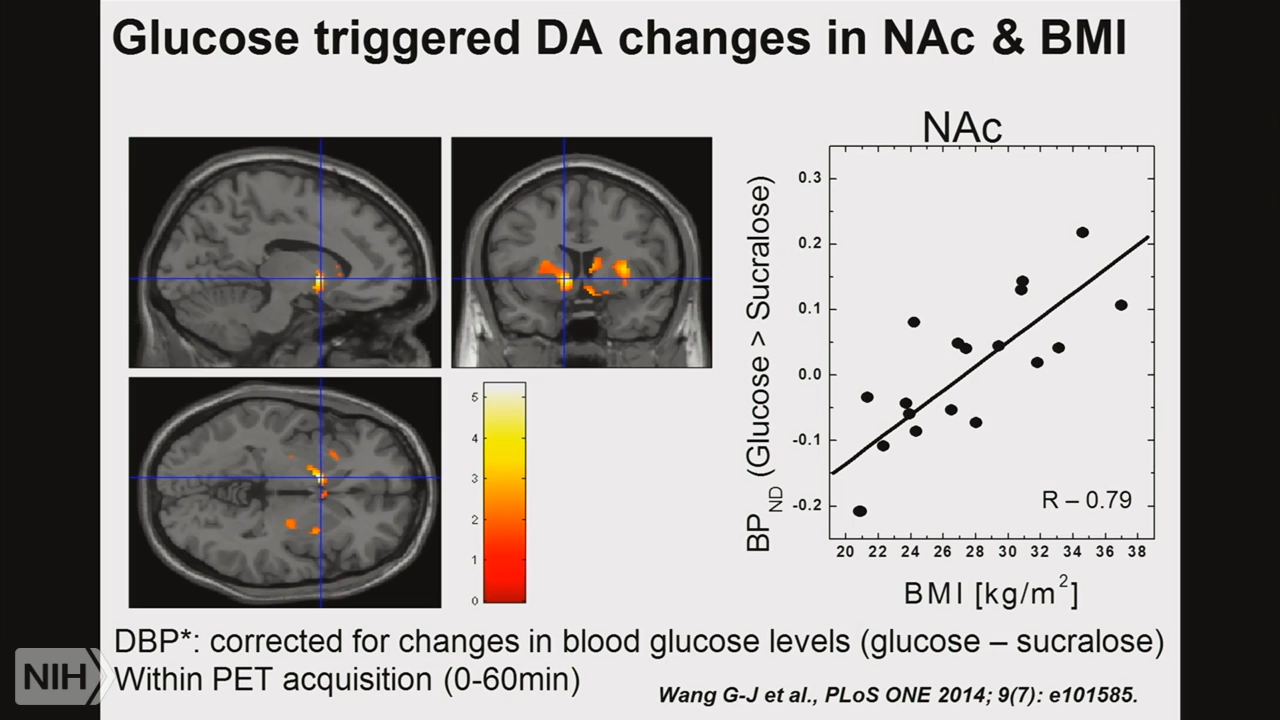 Glucose triggered DA changes in NAc & BMI
NAc
BP_ND (Glucose > Sucralose)
0.3
0.2
0.1
0.0
-0.1
-0.2
R – 0.79
20 22 24 26 28 30 32 34 36 38
BMI [kg/m²]
5
4
3
2
1
0
DBP*: corrected for changes in blood glucose levels (glucose – sucralose)
Within PET acquisition (0-60min)
Wang G-J et al., PLoS ONE 2014; 9(7): e101585.
NIH